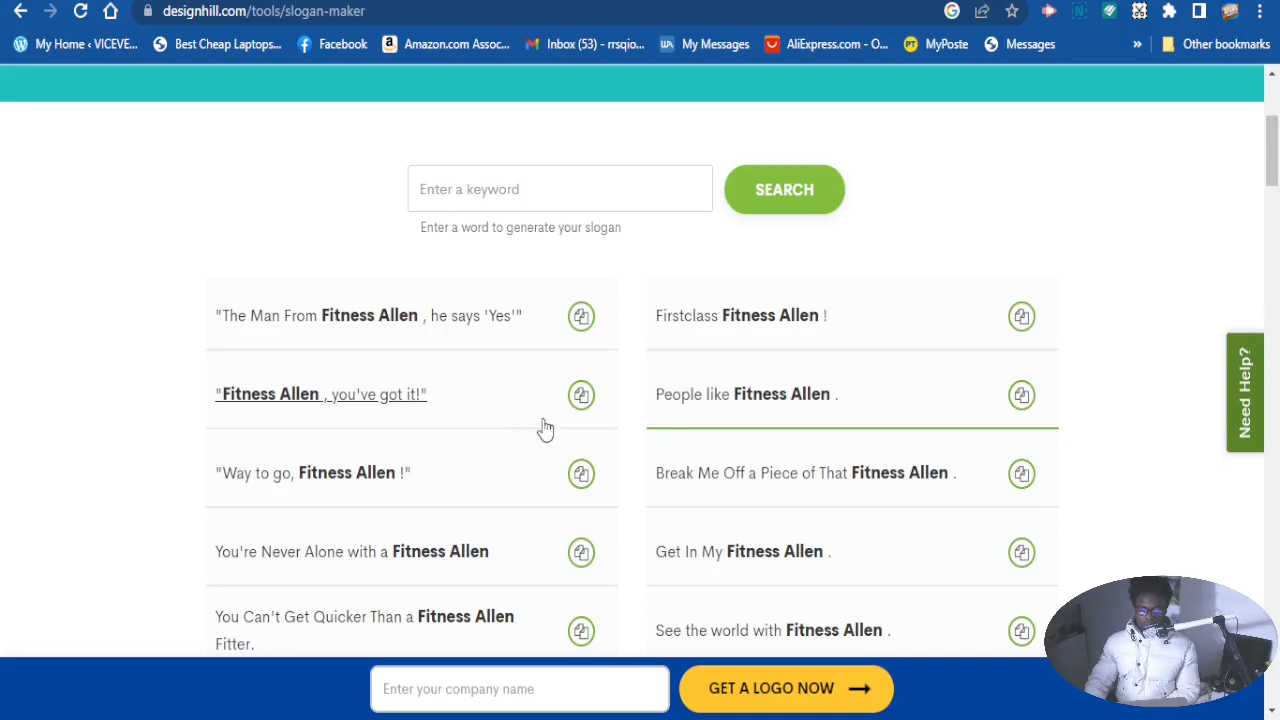 designhill.com/tools/slogan-maker
My Home ‹ VICEVE...
Best Cheap Laptops...
Facebook
Amazon.com Assoc...
Inbox (53) - rrsqio...
My Messages
AliExpress.com - O...
MyPoste
Messages
»
Other bookmarks
Enter a keyword
SEARCH
Enter a word to generate your slogan
"The Man From Fitness Allen , he says 'Yes'"
Firstclass Fitness Allen !
"Fitness Allen , you've got it!"
People like Fitness Allen .
"Way to go, Fitness Allen !"
Break Me Off a Piece of That Fitness Allen .
You're Never Alone with a Fitness Allen
Get In My Fitness Allen .
You Can't Get Quicker Than a Fitness Allen
Fitter.
See the world with Fitness Allen .
Need Help?
Enter your company name
GET A LOGO NOW